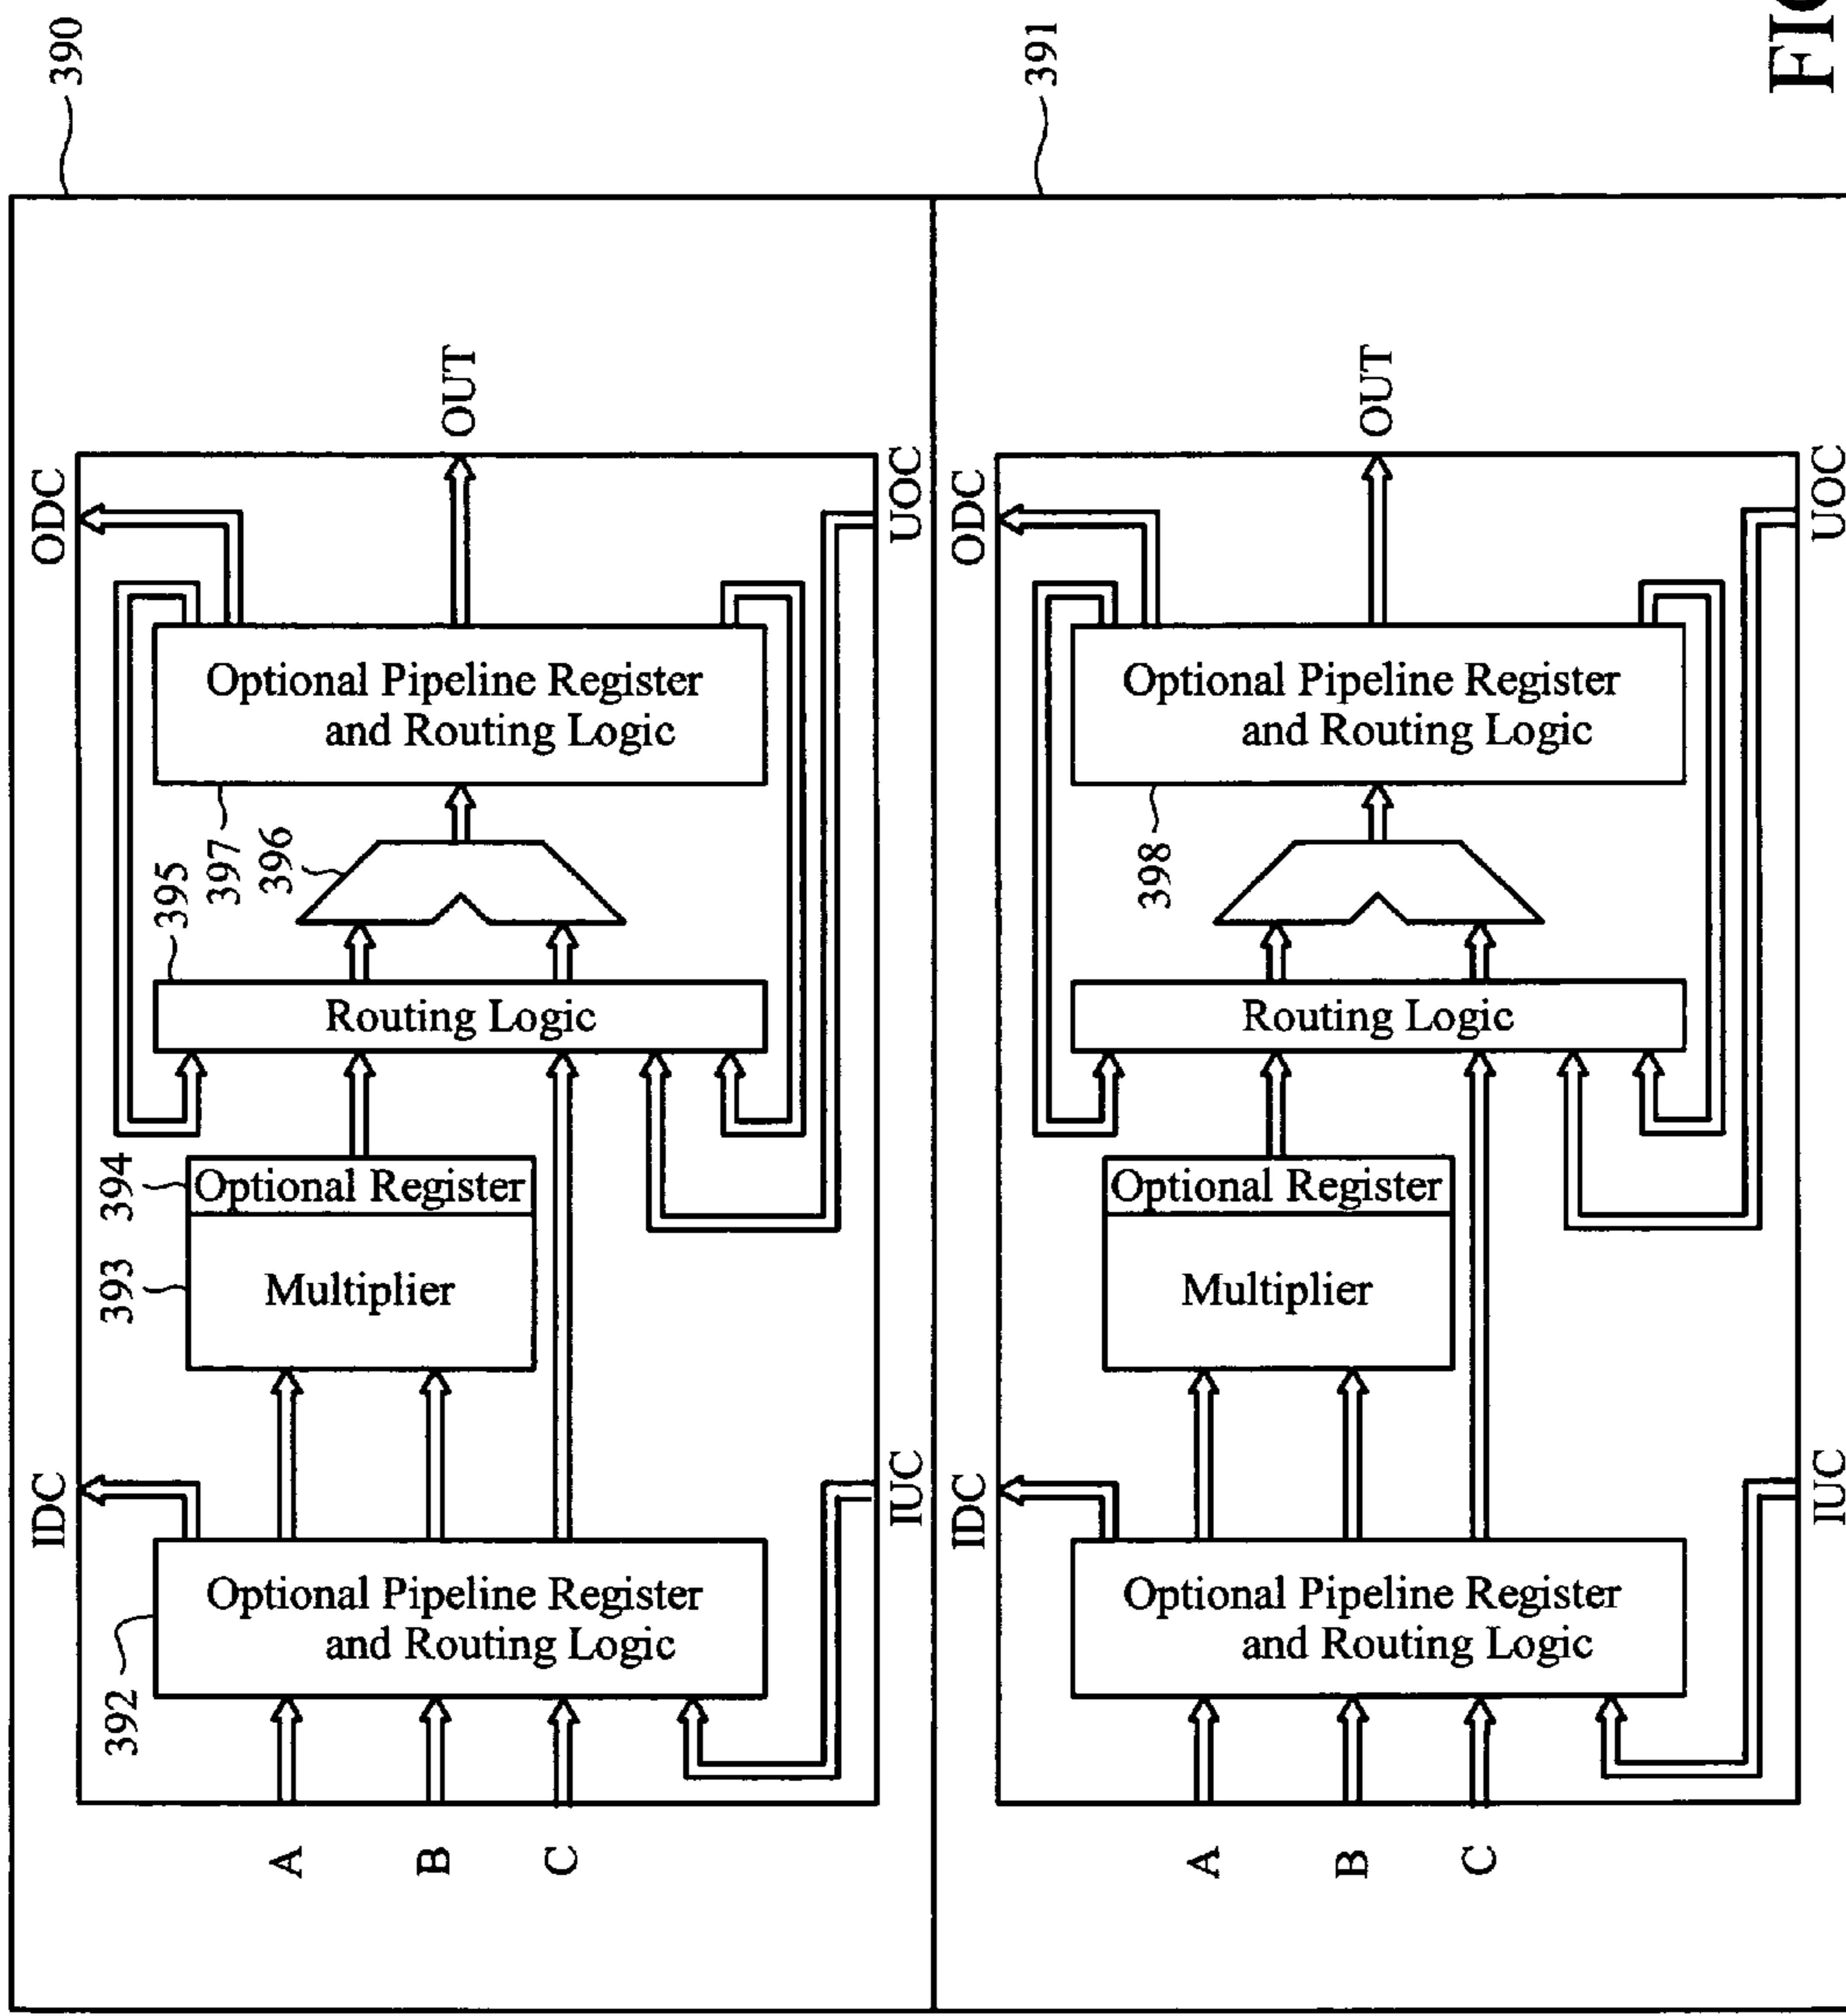 390
ODC
OUT
UOC
Optional Pipeline Register
and Routing Logic
397
396
395
Routing Logic
394
Optional Register
393
Multiplier
IDC
IUC
Optional Pipeline Register
and Routing Logic
392
A
B
C
391
ODC
OUT
UOC
Optional Pipeline Register
and Routing Logic
398
Routing Logic
Optional Register
Multiplier
IDC
IUC
Optional Pipeline Register
and Routing Logic
A
B
C
FIG